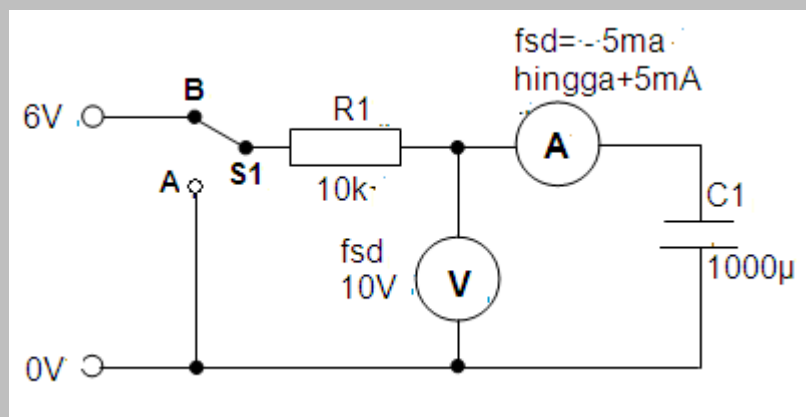 fsd= - 5ma
hingga+5mA
B
6V
R1
A
A
S1
10k
C1
fsd
10V
V
1000µ
0V